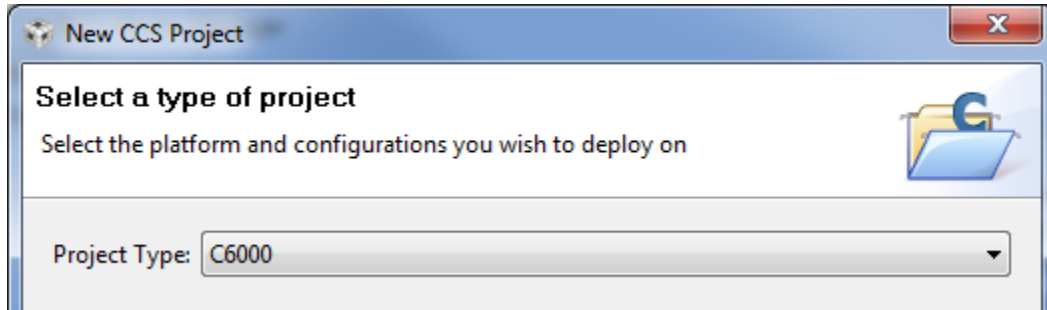 New CCS Project
Select a type of project
Select the platform and configurations you wish to deploy on
Project Type: C6000